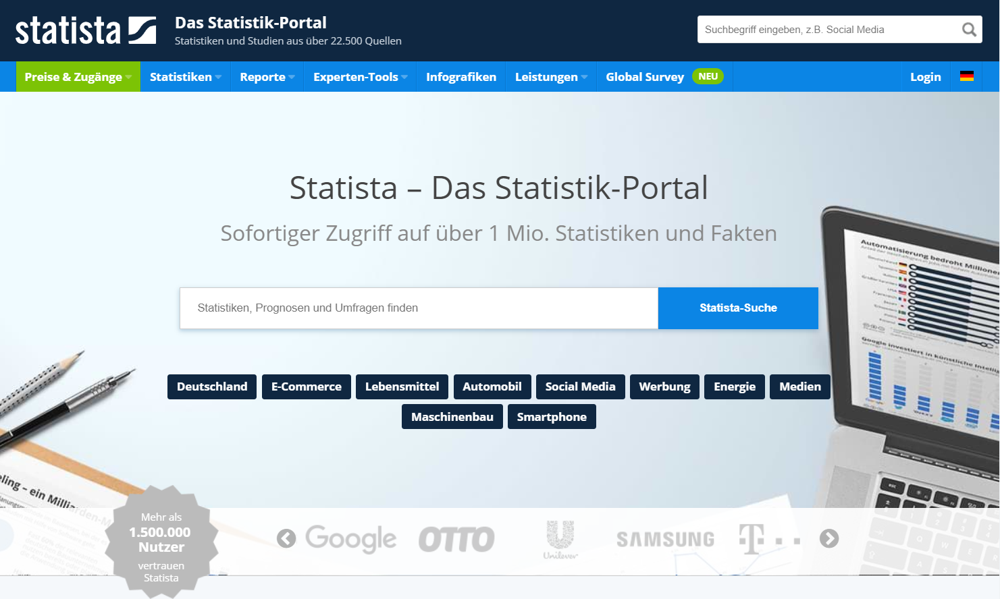 statista
Das Statistik-Portal
Statistiken und Studien aus über 22.500 Quellen
Suchbegriff eingeben, z.B. Social Media
Preise & Zugänge
Statistiken
Reporte
Experten-Tools
Infografiken
Leistungen
Global Survey NEU
Login
Statista – Das Statistik-Portal
Sofortiger Zugriff auf über 1 Mio. Statistiken und Fakten
Statistiken, Prognosen und Umfragen finden
Statista-Suche
Deutschland
E-Commerce
Lebensmittel
Automobil
Social Media
Werbung
Energie
Medien
Maschinenbau
Smartphone
Automatisierung bedroht Millionen
Google investiert in künstliche
eling – ein Milliarden-M
Mehr als
1.500.000
Nutzer
vertrauen
Statista
Google
OTTO
Unilever
SAMSUNG
T